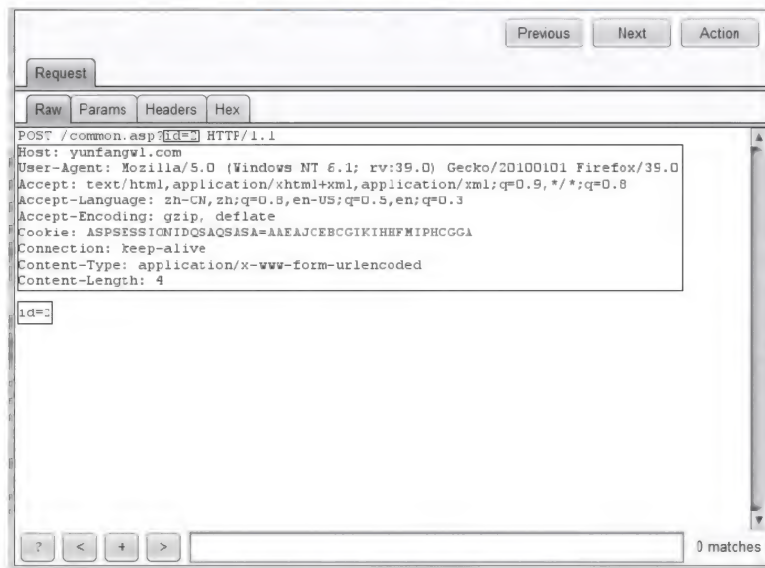 Previous Next Action
Request
Raw Params Headers Hex
POST /common.asp?id=2 HTTP/1.1
Host: yunfangwl.com
User-Agent: Mozilla/5.0 (Windows NT 6.1; rv:39.0) Gecko/20100101 Firefox/39.0
Accept: text/html,application/xhtml+xml,application/xml;q=0.9,*/*;q=0.8
Accept-Language: zh-CN,zh;q=0.8,en-US;q=0.5,en;q=0.3
Accept-Encoding: gzip, deflate
Cookie: ASPSESSIONIDQSAQSASA=AAEAJCEBCGIKIHHFMIPHCGGA
Connection: keep-alive
Content-Type: application/x-www-form-urlencoded
Content-Length: 4
id=2
? < + > 0 matches